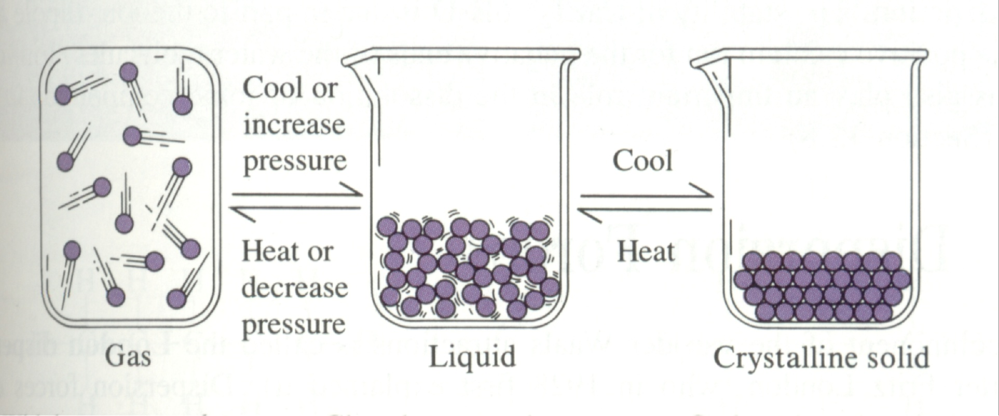 Cool or
increase
pressure
Heat or
decrease
pressure
Cool
Heat
Gas
Liquid
Crystalline solid